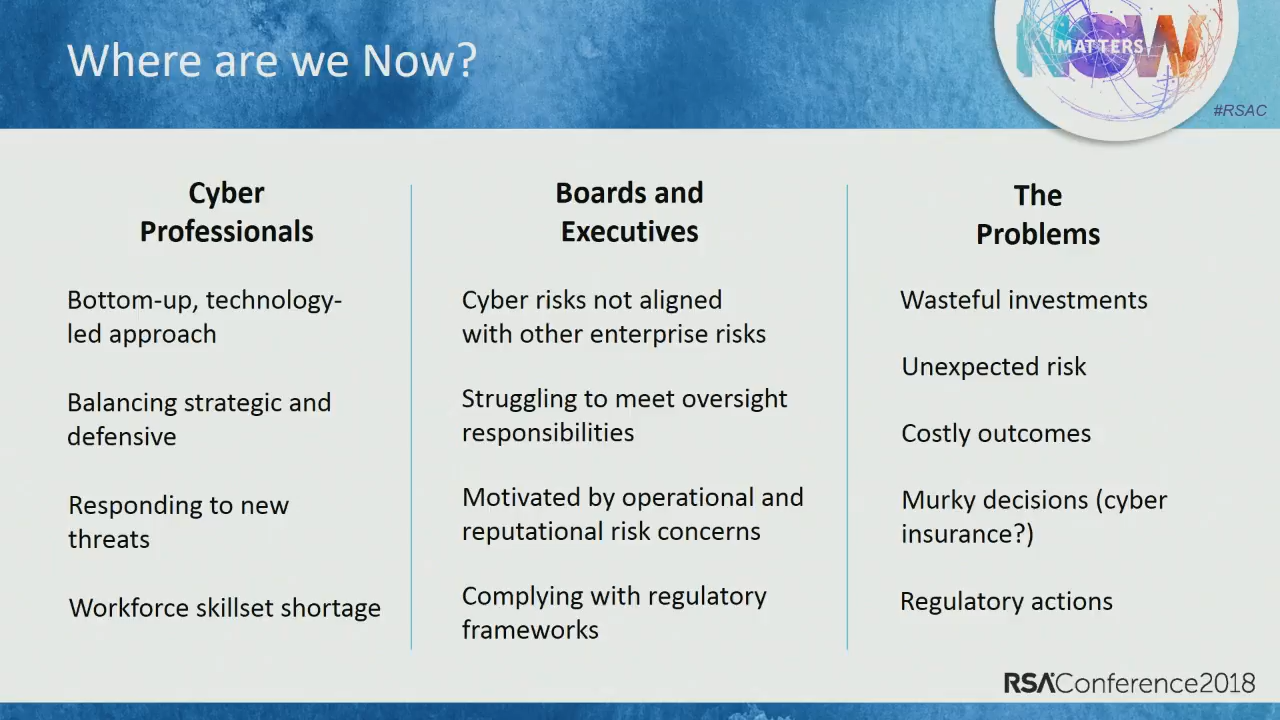 Where are we Now?
NOW
MATTERS
#RSAC
Cyber
Professionals
Bottom-up, technology-
led approach
Balancing strategic and
defensive
Responding to new
threats
Workforce skillset shortage
Boards and
Executives
Cyber risks not aligned
with other enterprise risks
Struggling to meet oversight
responsibilities
Motivated by operational and
reputational risk concerns
Complying with regulatory
frameworks
The
Problems
Wasteful investments
Unexpected risk
Costly outcomes
Murky decisions (cyber
insurance?)
Regulatory actions
RSAConference2018